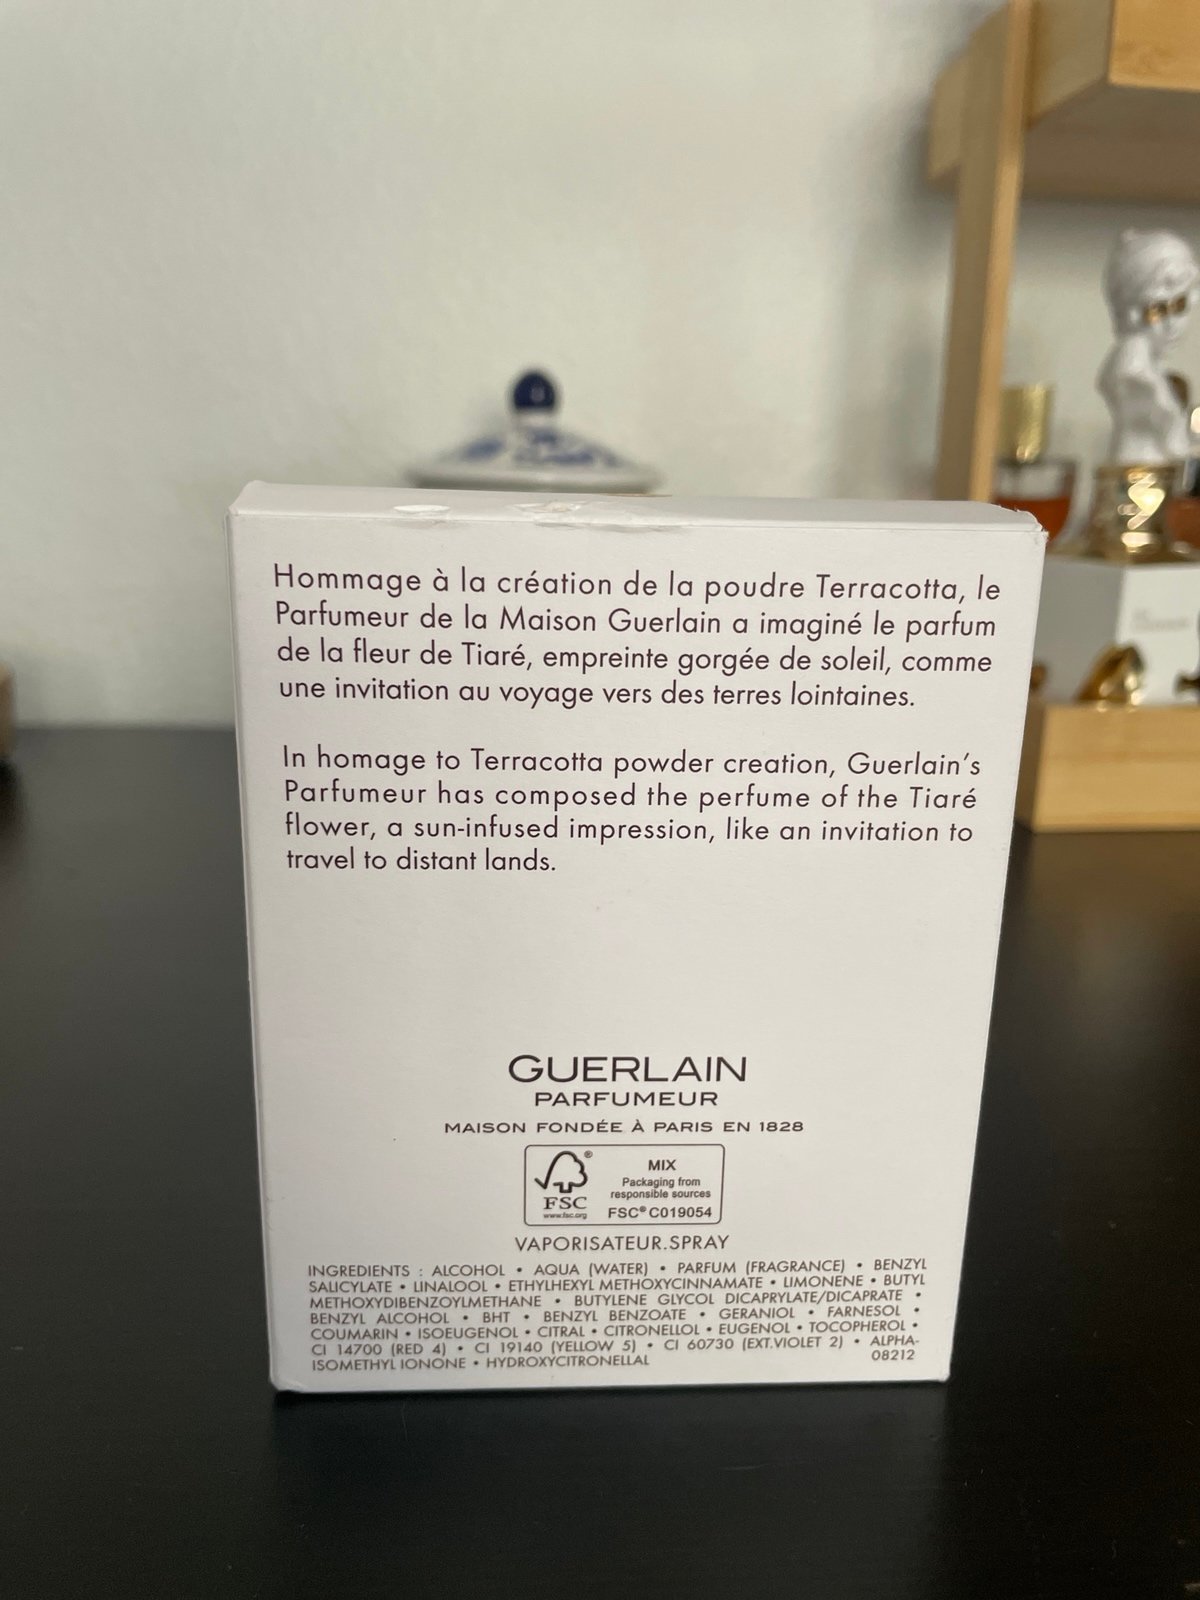 Hommage à la création de la poudre Terracotta, le
Parfumeur de la Maison Guerlain a imaginé le parfum
de la fleur de Tiaré, empreinte gorgée de soleil, comme
une invitation au voyage vers des terres lointaines.
In homage to Terracotta powder creation, Guerlain's
Parfumeur has composed the perfume of the Tiaré
flower, a sun-infused impression, like an invitation to
travel to distant lands.
GUERLAIN
PARFUMEUR
MAISON FONDÉE À PARIS EN 1828
FSC
www.fsc.org
MIX
Packaging from
responsible sources
FSC® C019054
VAPORISATEUR.SPRAY
INGREDIENTS : ALCOHOL • AQUA (WATER) • PARFUM (FRAGRANCE) • BENZYL
SALICYLATE • LINALOOL • ETHYLHEXYL METHOXYCINNAMATE • LIMONENE • BUTYL
METHOXYDIBENZOYLMETHANE • BUTYLENE GLYCOL DICAPRYLATE/DICAPRATE •
BENZYL ALCOHOL • BHT • BENZYL BENZOATE • GERANIOL • FARNESOL •
COUMARIN • ISOEUGENOL • CITRAL • CITRONELLOL • EUGENOL • TOCOPHEROL •
CI 14700 (RED 4) • CI 19140 (YELLOW 5) • CI 60730 (EXT.VIOLET 2) • ALPHA-
ISOMETHYL IONONE • HYDROXYCITRONELLAL
08212